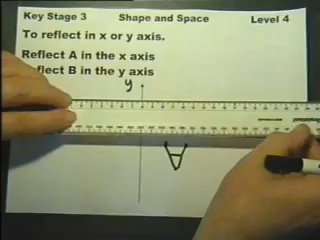 Key Stage 3 Shape and Space Level 4
To reflect in x or y axis.
Reflect A in the x axis
eflect B in the y axis
y
A